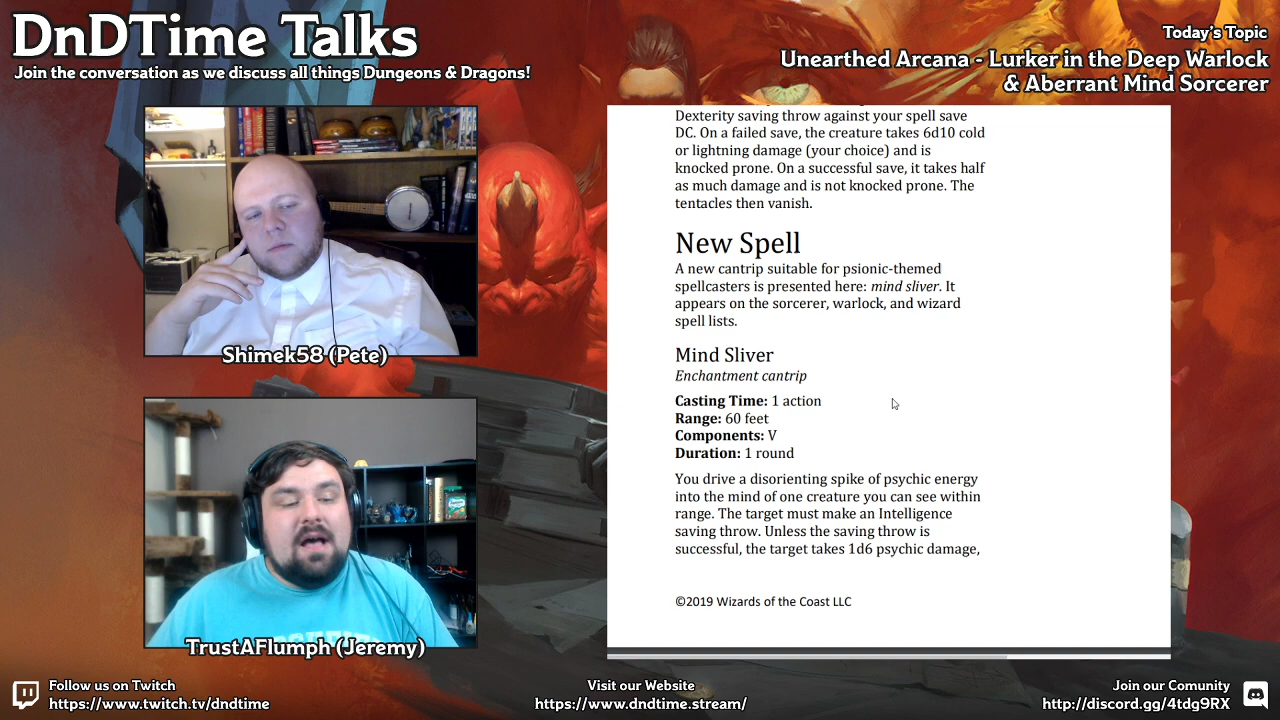 DnDTime Talks
Join the conversation as we discuss all things Dungeons & Dragons!
Today's Topic
Unearthed Arcana - Lurker in the Deep Warlock
& Aberrant Mind Sorcerer
Shimek58 (Pete)
TrustAFlumph (Jeremy)
Dexterity saving throw against your spell save
DC. On a failed save, the creature takes 6d10 cold
or lightning damage (your choice) and is
knocked prone. On a successful save, it takes half
as much damage and is not knocked prone. The
tentacles then vanish.
New Spell
A new cantrip suitable for psionic-themed
spellcasters is presented here: mind sliver. It
appears on the sorcerer, warlock, and wizard
spell lists.
Mind Sliver
Enchantment cantrip
Casting Time: 1 action
Range: 60 feet
Components: V
Duration: 1 round
You drive a disorienting spike of psychic energy
into the mind of one creature you can see within
range. The target must make an Intelligence
saving throw. Unless the saving throw is
successful, the target takes 1d6 psychic damage,
©2019 Wizards of the Coast LLC
Follow us on Twitch
https://www.twitch.tv/dndtime
Visit our Website
https://www.dndtime.stream/
Join our Comunity
http://discord.gg/4tdg9RX